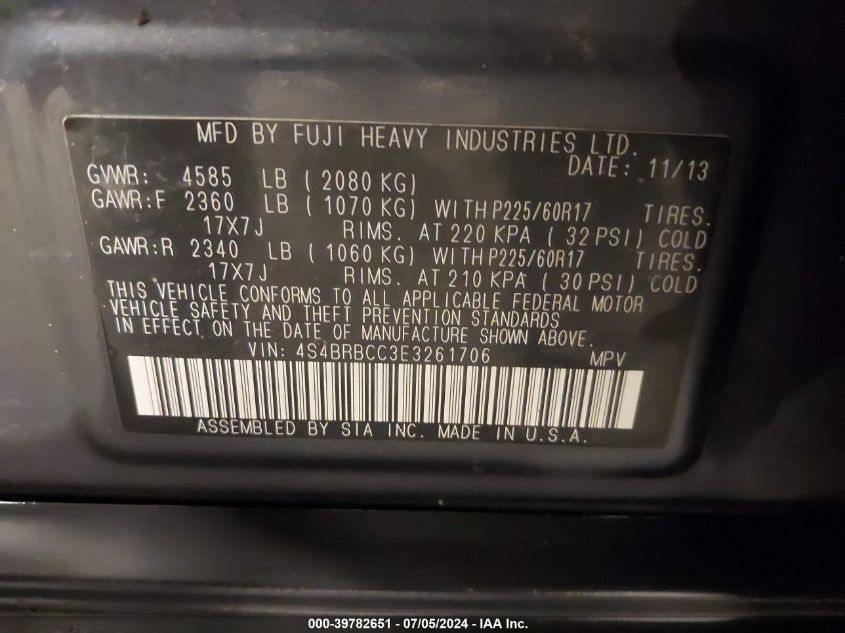 MFD BY FUJI HEAVY INDUSTRIES LTD.
DATE: 11/13
GVWR: 4585 LB ( 2080 KG)
GAWR:F 2360 LB ( 1070 KG) WITH P225/60R17 TIRES.
17X7J RIMS. AT 220 KPA ( 32 PSI) COLD
GAWR:R 2340 LB ( 1060 KG) WITH P225/60R17 TIRES.
17X7J RIMS. AT 210 KPA ( 30 PSI) COLD
THIS VEHICLE CONFORMS TO ALL APPLICABLE FEDERAL MOTOR
VEHICLE SAFETY AND THEFT PREVENTION STANDARDS
IN EFFECT ON THE DATE OF MANUFACTURE SHOWN ABOVE.
VIN: 4S4BRBCC3E3261706 MPV
ASSEMBLED BY SIA INC. MADE IN U.S.A.
000-39782651 - 07/05/2024 - IAA Inc.